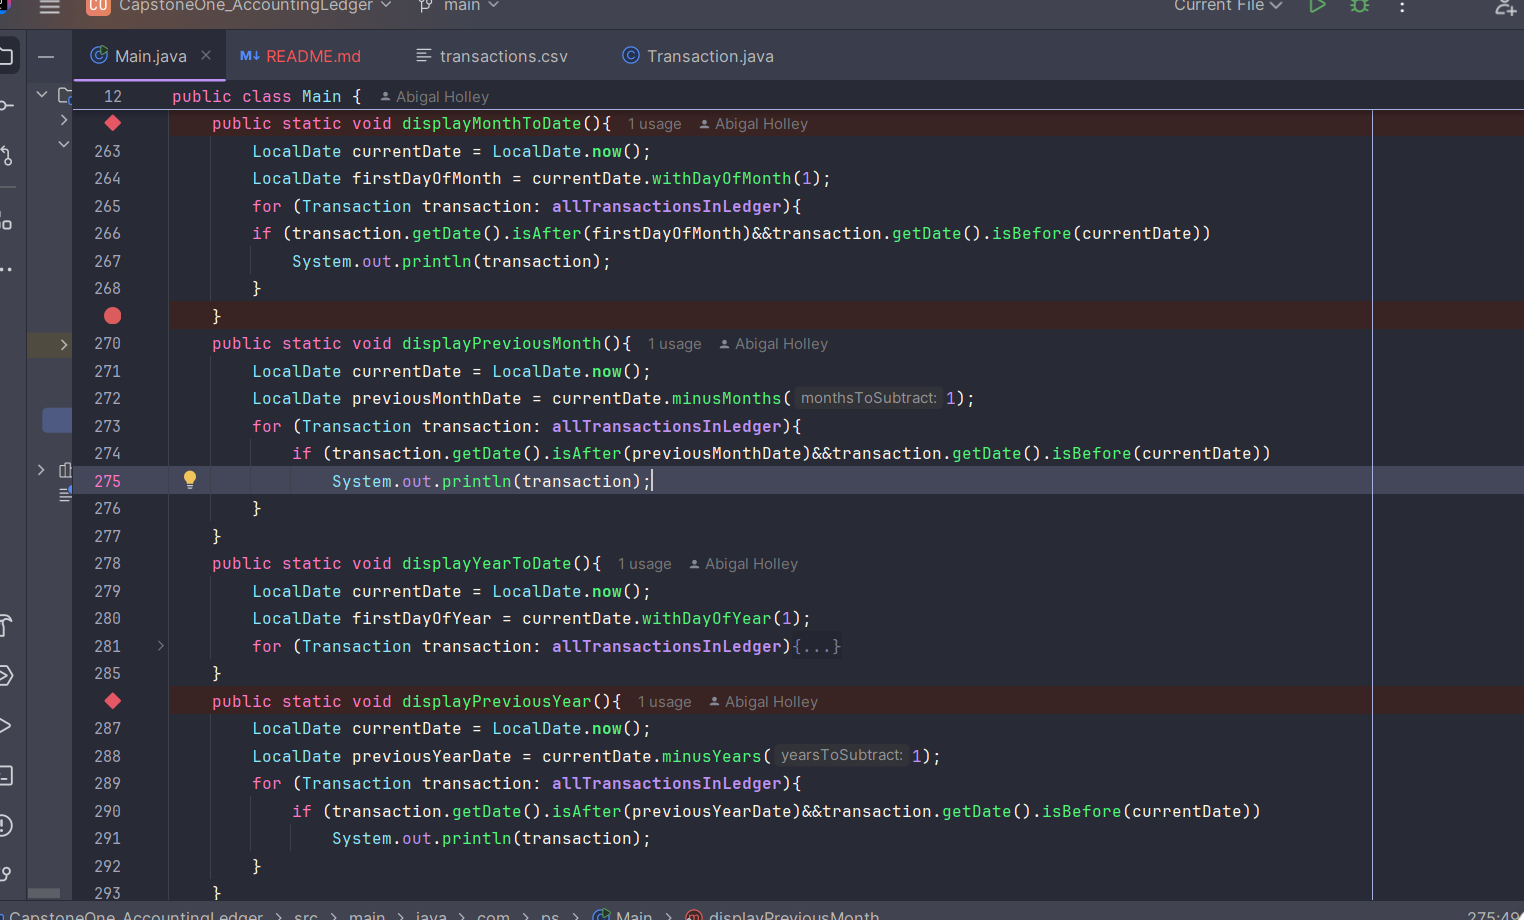 CU CapstoneOne_AccountingLedger main Current File
Main.java README.md transactions.csv Transaction.java
12 public class Main { Abigal Holley
public static void displayMonthToDate(){ 1 usage Abigal Holley
263 LocalDate currentDate = LocalDate.now();
264 LocalDate firstDayOfMonth = currentDate.withDayOfMonth(1);
265 for (Transaction transaction: allTransactionsInLedger){
266 if (transaction.getDate().isAfter(firstDayOfMonth)&&transaction.getDate().isBefore(currentDate))
267 System.out.println(transaction);
268 }
}
270 public static void displayPreviousMonth(){ 1 usage Abigal Holley
271 LocalDate currentDate = LocalDate.now();
272 LocalDate previousMonthDate = currentDate.minusMonths( monthsToSubtract: 1);
273 for (Transaction transaction: allTransactionsInLedger){
274 if (transaction.getDate().isAfter(previousMonthDate)&&transaction.getDate().isBefore(currentDate))
275 System.out.println(transaction);
276 }
277 }
278 public static void displayYearToDate(){ 1 usage Abigal Holley
279 LocalDate currentDate = LocalDate.now();
280 LocalDate firstDayOfYear = currentDate.withDayOfYear(1);
281 for (Transaction transaction: allTransactionsInLedger){...}
285 }
public static void displayPreviousYear(){ 1 usage Abigal Holley
287 LocalDate currentDate = LocalDate.now();
288 LocalDate previousYearDate = currentDate.minusYears( yearsToSubtract: 1);
289 for (Transaction transaction: allTransactionsInLedger){
290 if (transaction.getDate().isAfter(previousYearDate)&&transaction.getDate().isBefore(currentDate))
291 System.out.println(transaction);
292 }
293 }
CapstoneOne_AccountingLedger > src > main > java > com > ps > Main > displayPreviousMonth 275:49